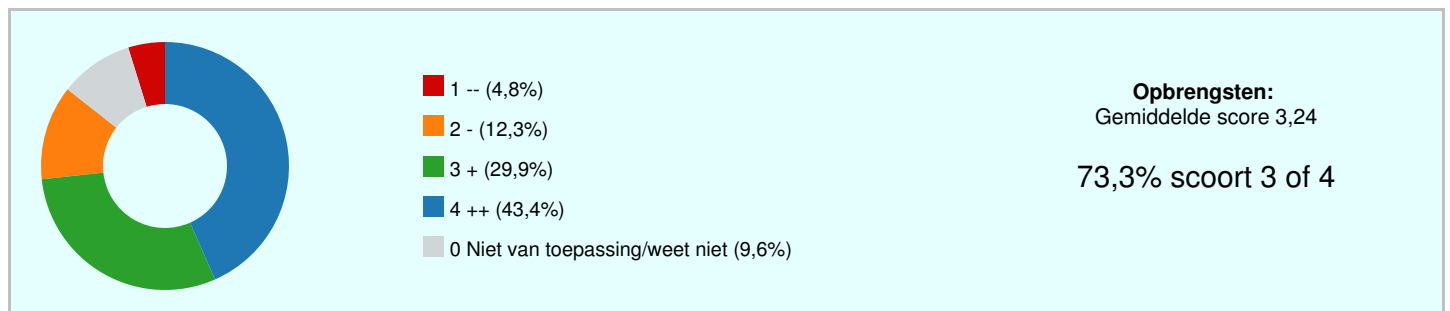 1 -- (4,8%)
2 - (12,3%)
3 + (29,9%)
4 ++ (43,4%)
0 Niet van toepassing/weet niet (9,6%)
Opbrengsten:
Gemiddelde score 3,24
73,3% scoort 3 of 4